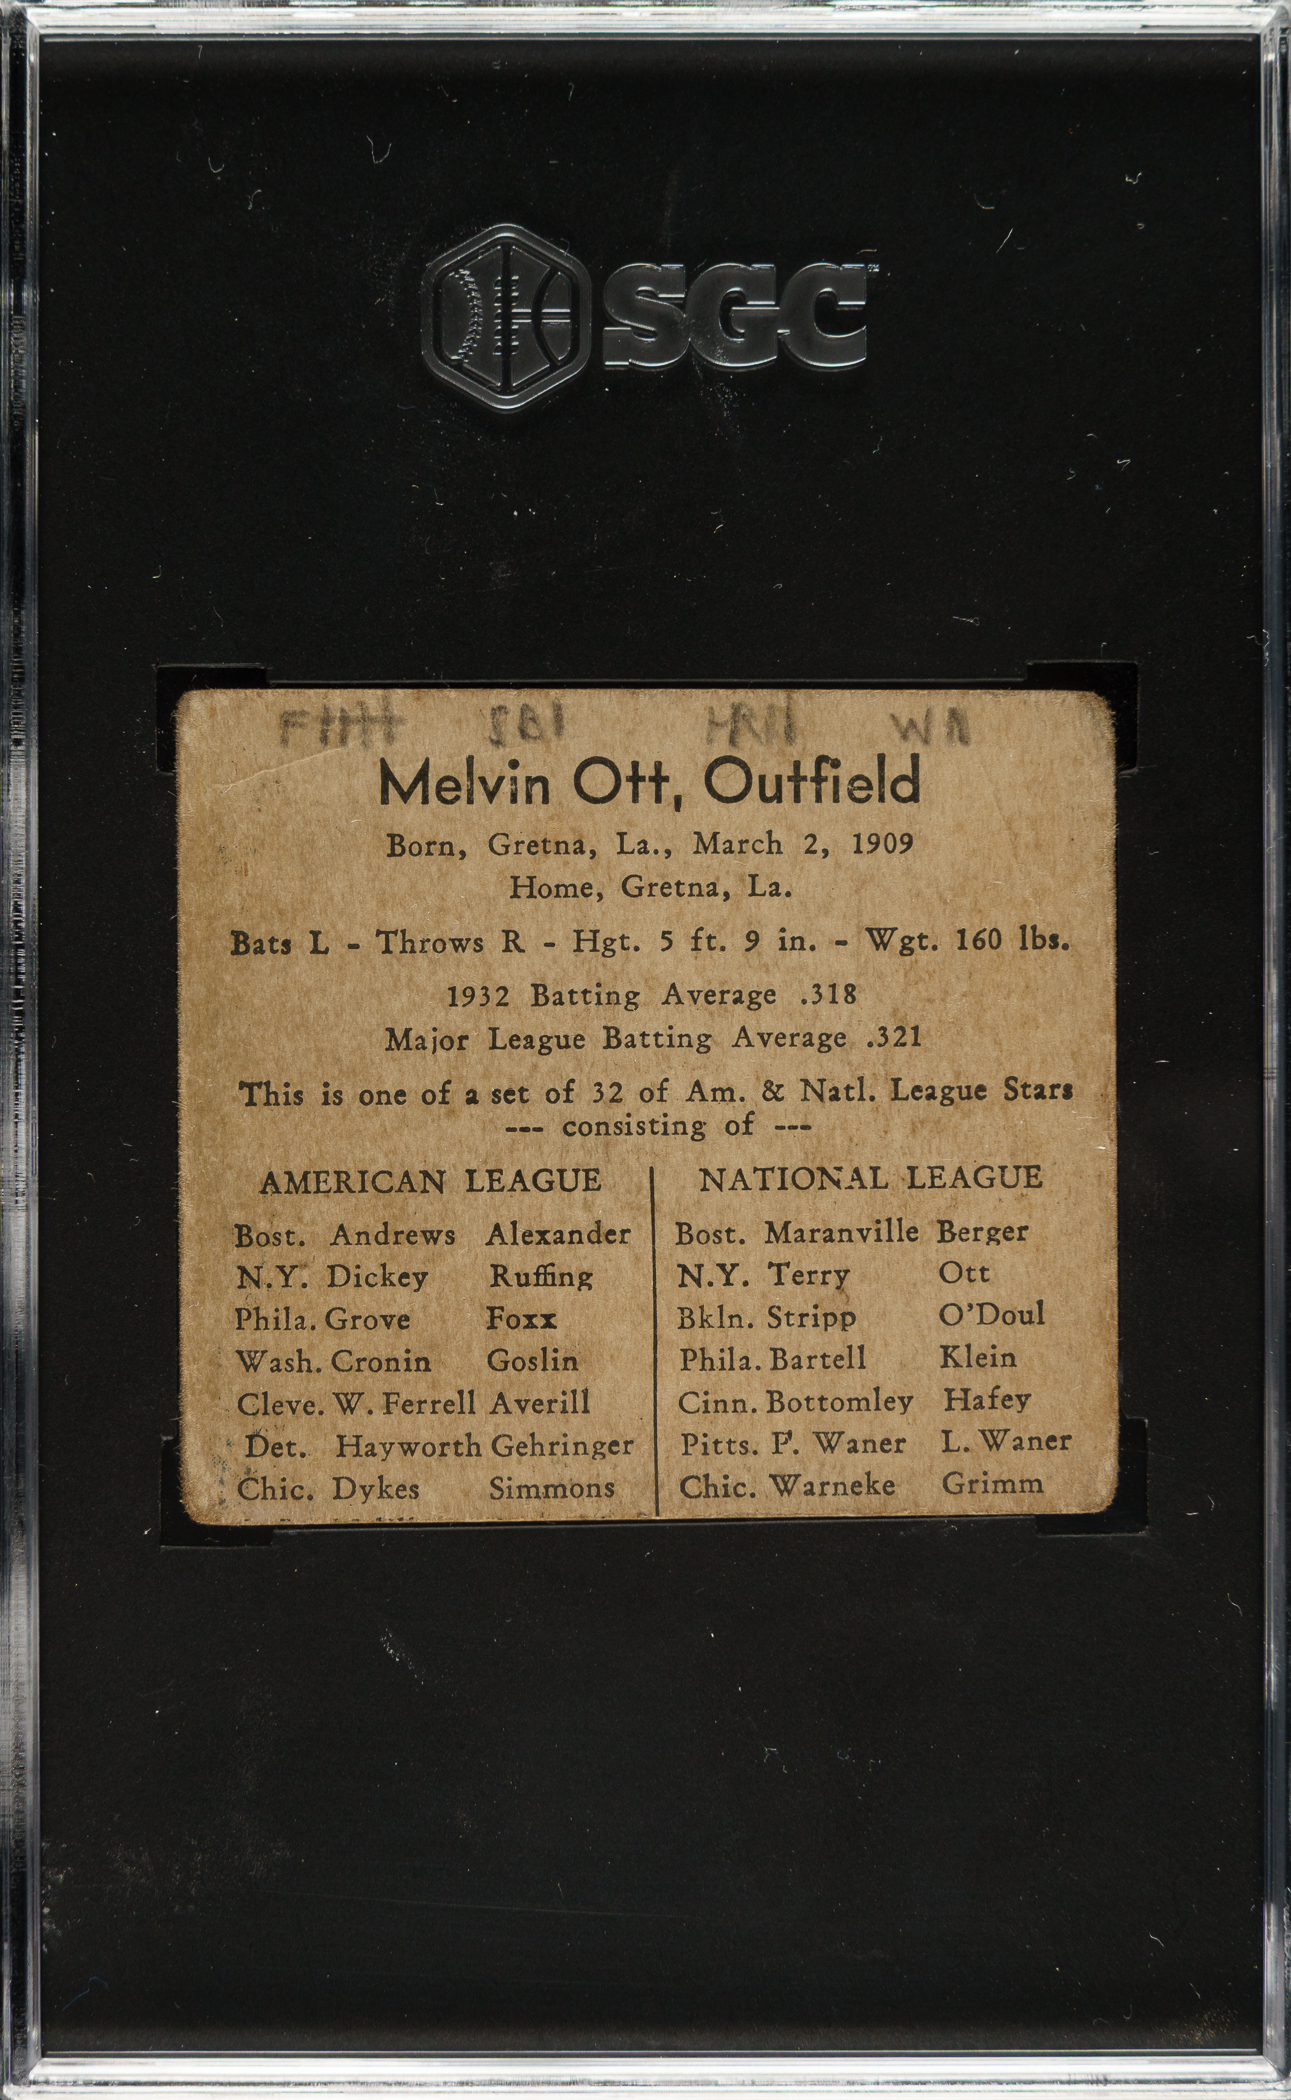 SGC
Melvin Ott, Outfield
Born, Gretna, La., March 2, 1909
Home, Gretna, La.
Bats L - Throws R - Hgt. 5 ft. 9 in. - Wgt. 160 lbs.
1932 Batting Average .318
Major League Batting Average .321
This is one of a set of 32 of Am. & Natl. League Stars
--- consisting of ---
AMERICAN LEAGUE
Bost. Andrews Alexander
N.Y. Dickey Ruffing
Phila. Grove Foxx
Wash. Cronin Goslin
Cleve. W. Ferrell Averill
Det. Hayworth Gehringer
Chic. Dykes Simmons
NATIONAL LEAGUE
Bost. Maranville Berger
N.Y. Terry Ott
Bkln. Stripp O'Doul
Phila. Bartell Klein
Cinn. Bottomley Hafey
Pitts. P. Waner L. Waner
Chic. Warneke Grimm